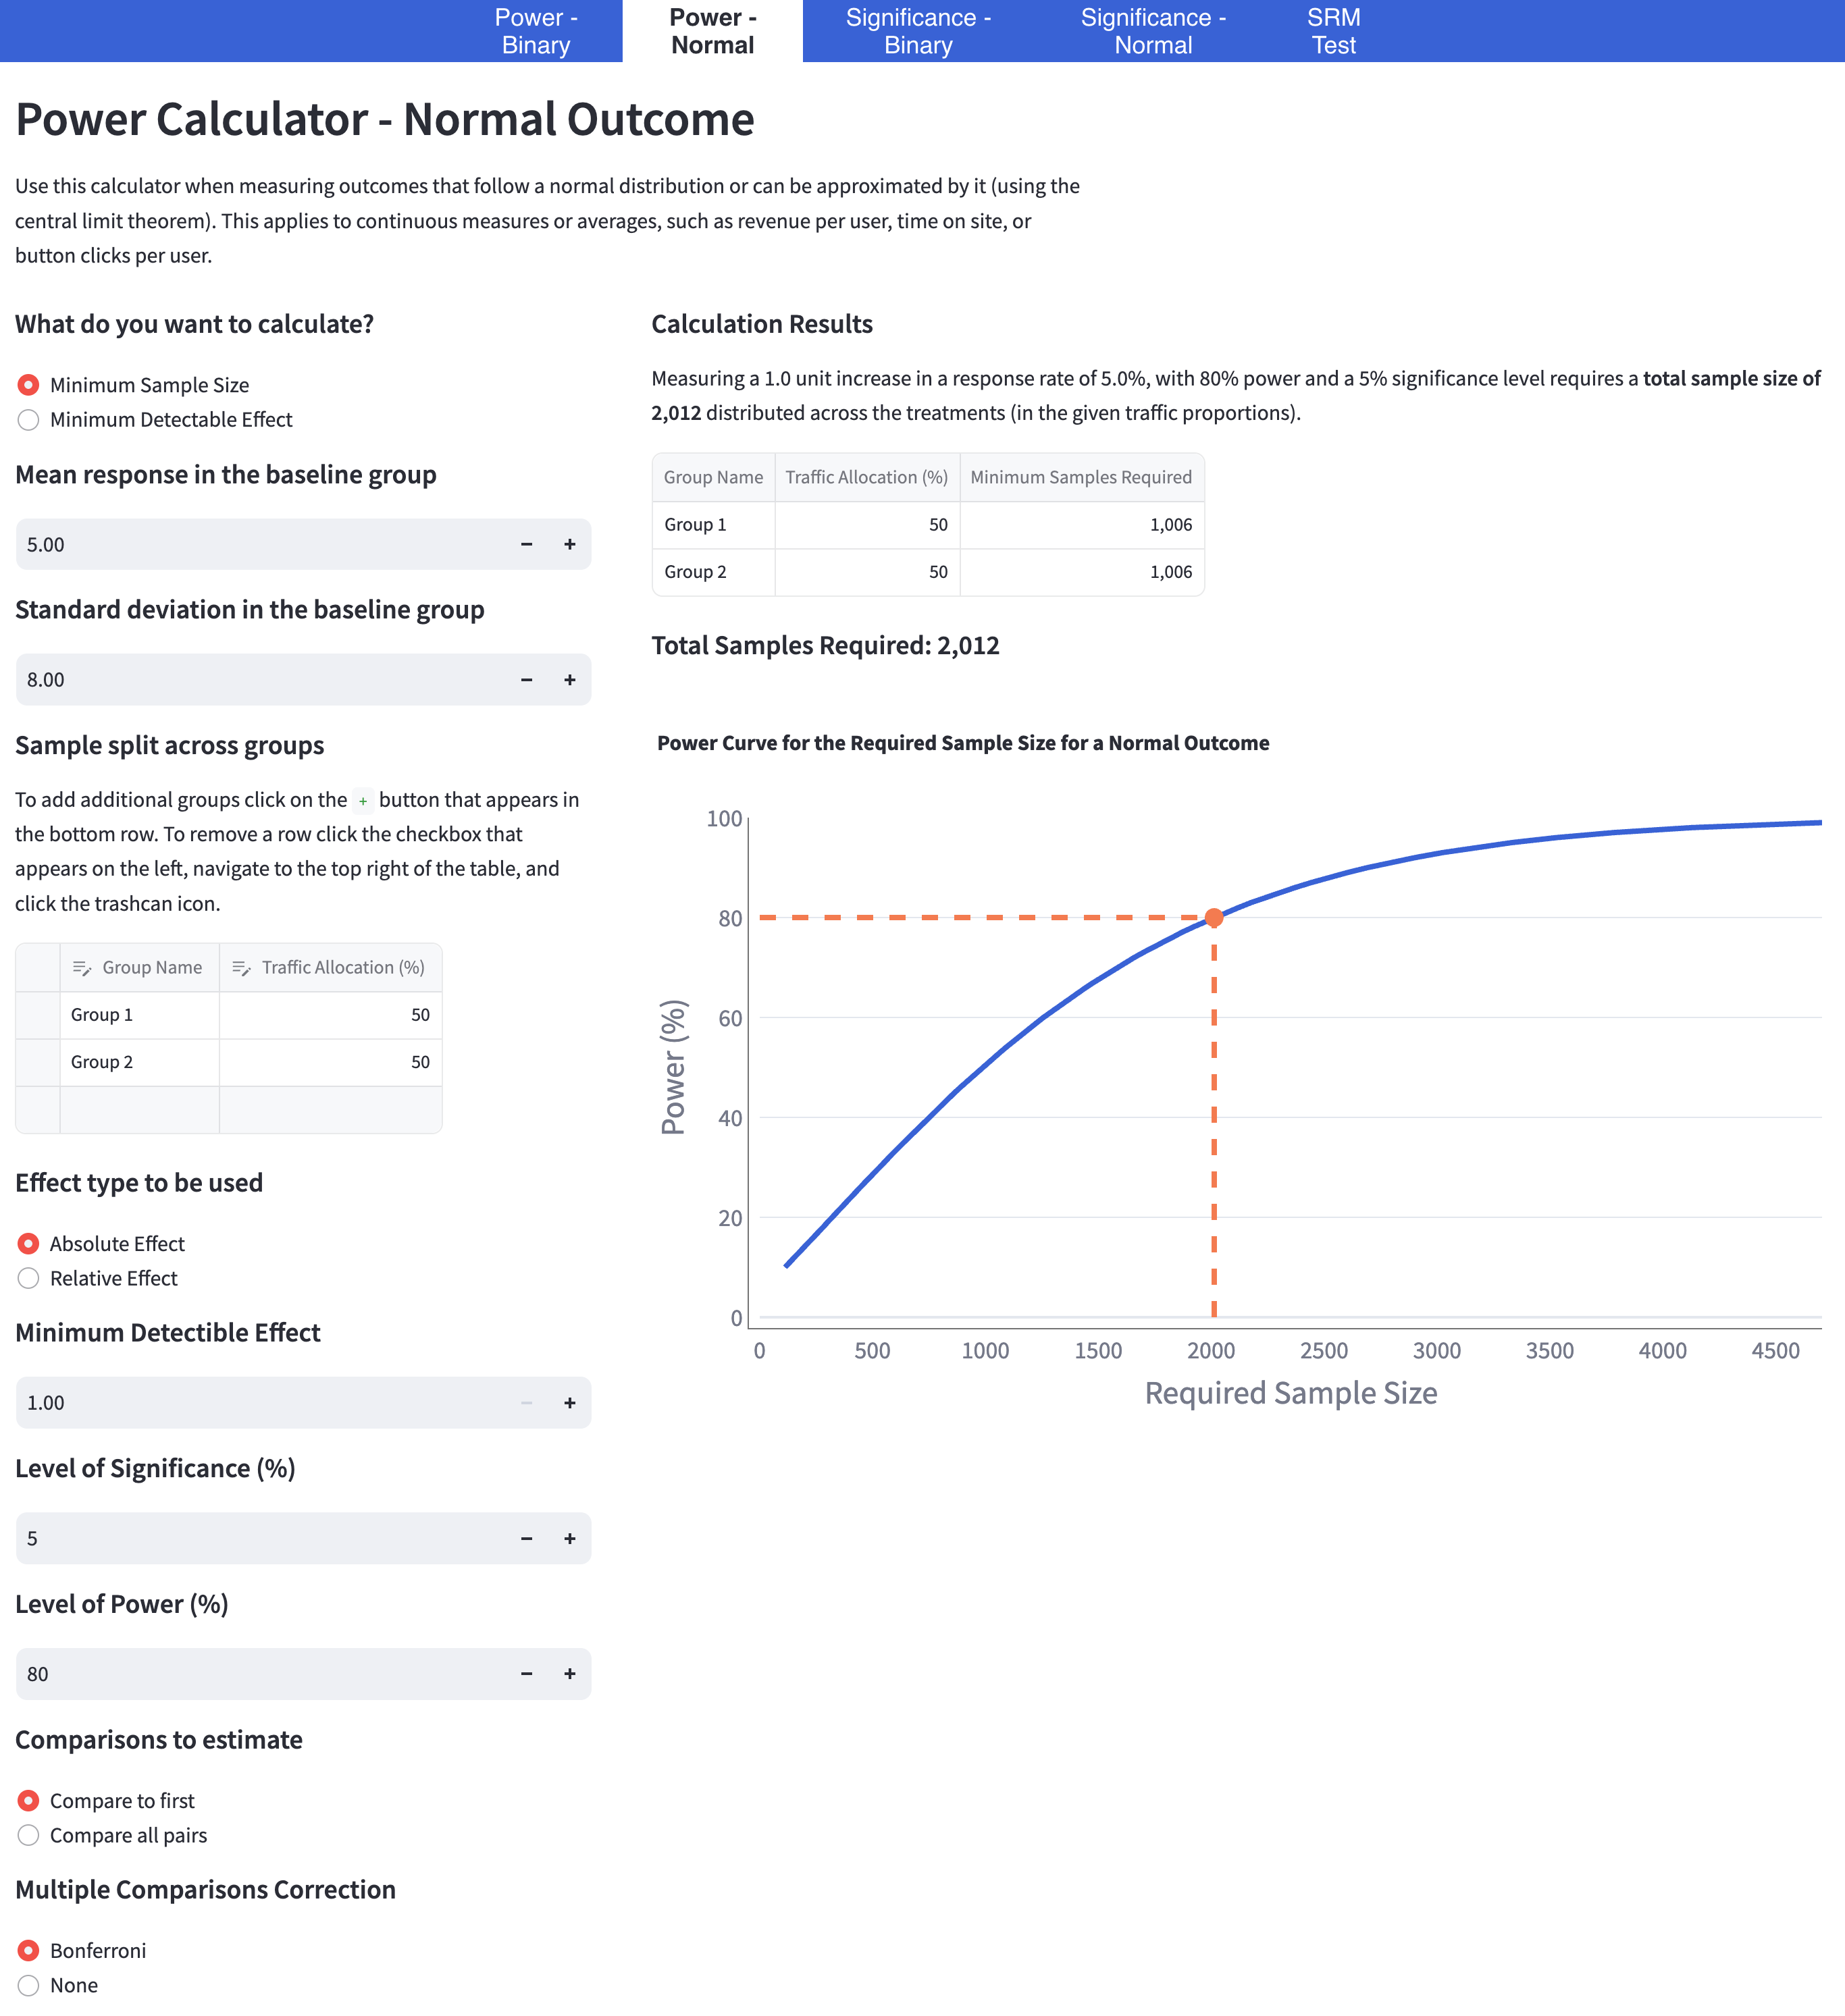 Power -
Binary
Power -
Normal
Significance -
Binary
Significance -
Normal
SRM
Test
Power Calculator - Normal Outcome
Use this calculator when measuring outcomes that follow a normal distribution or can be approximated by it (using the
central limit theorem). This applies to continuous measures or averages, such as revenue per user, time on site, or
button clicks per user.
What do you want to calculate?
Minimum Sample Size
Minimum Detectable Effect
Mean response in the baseline group
5.00 − +
Standard deviation in the baseline group
8.00 − +
Sample split across groups
To add additional groups click on the + button that appears in
the bottom row. To remove a row click the checkbox that
appears on the left, navigate to the top right of the table, and
click the trashcan icon.
Group Name Traffic Allocation (%)
Group 1 50
Group 2 50
Effect type to be used
Absolute Effect
Relative Effect
Minimum Detectible Effect
1.00 − +
Level of Significance (%)
5 − +
Level of Power (%)
80 − +
Comparisons to estimate
Compare to first
Compare all pairs
Multiple Comparisons Correction
Bonferroni
None
Calculation Results
Measuring a 1.0 unit increase in a response rate of 5.0%, with 80% power and a 5% significance level requires a total sample size of
2,012 distributed across the treatments (in the given traffic proportions).
Group Name Traffic Allocation (%) Minimum Samples Required
Group 1 50 1,006
Group 2 50 1,006
Total Samples Required: 2,012
Power Curve for the Required Sample Size for a Normal Outcome
100
80
60
40
20
0
Power (%)
0 500 1000 1500 2000 2500 3000 3500 4000 4500
Required Sample Size